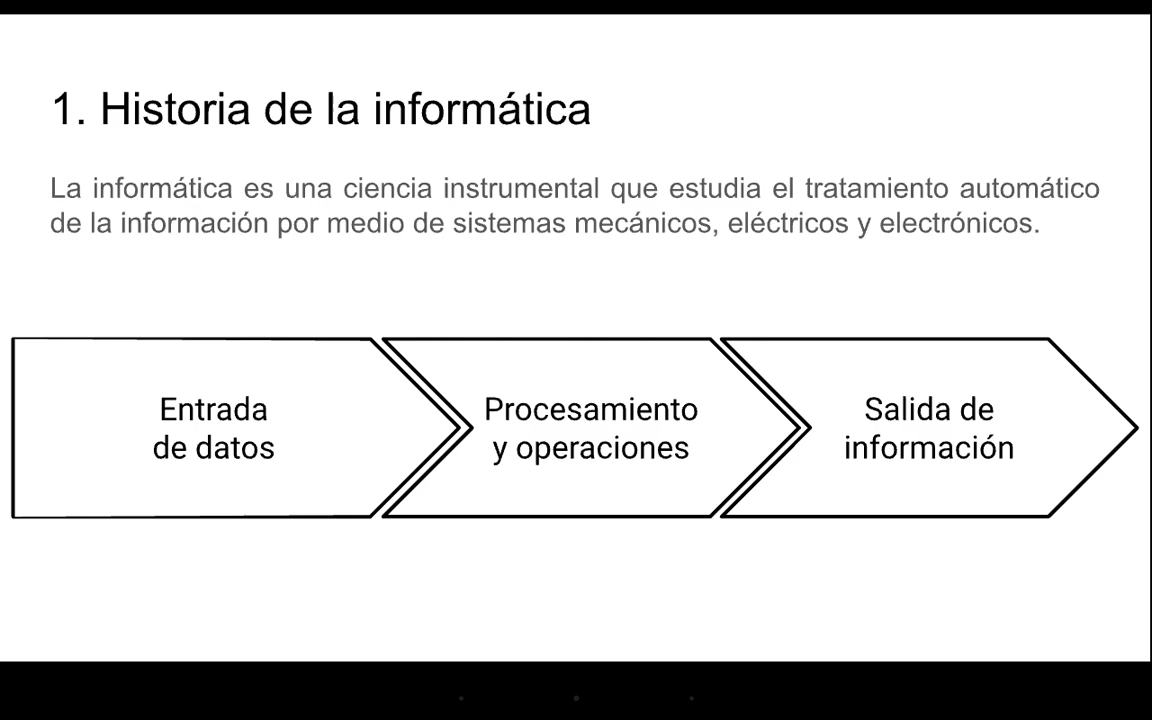 1. Historia de la informática
La informática es una ciencia instrumental que estudia el tratamiento automático
de la información por medio de sistemas mecánicos, eléctricos y electrónicos.
Entrada
de datos
Procesamiento
y operaciones
Salida de
información